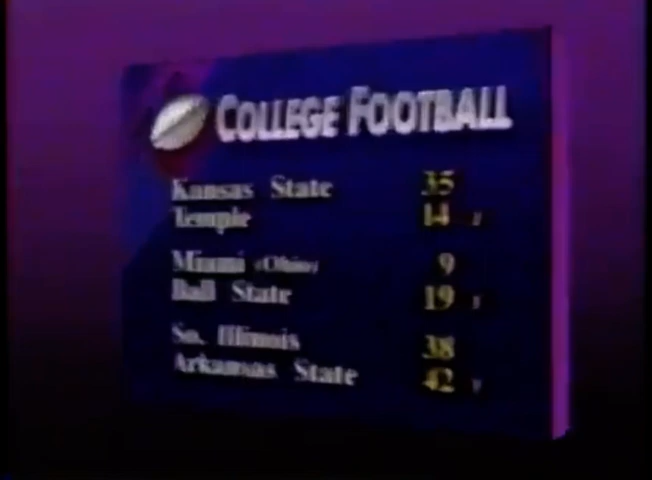 COLLEGE FOOTBALL
Kansas State 35
Temple 14
Miami (Ohio) 9
Ball State 19
So. Illinois 38
Arkansas State 42